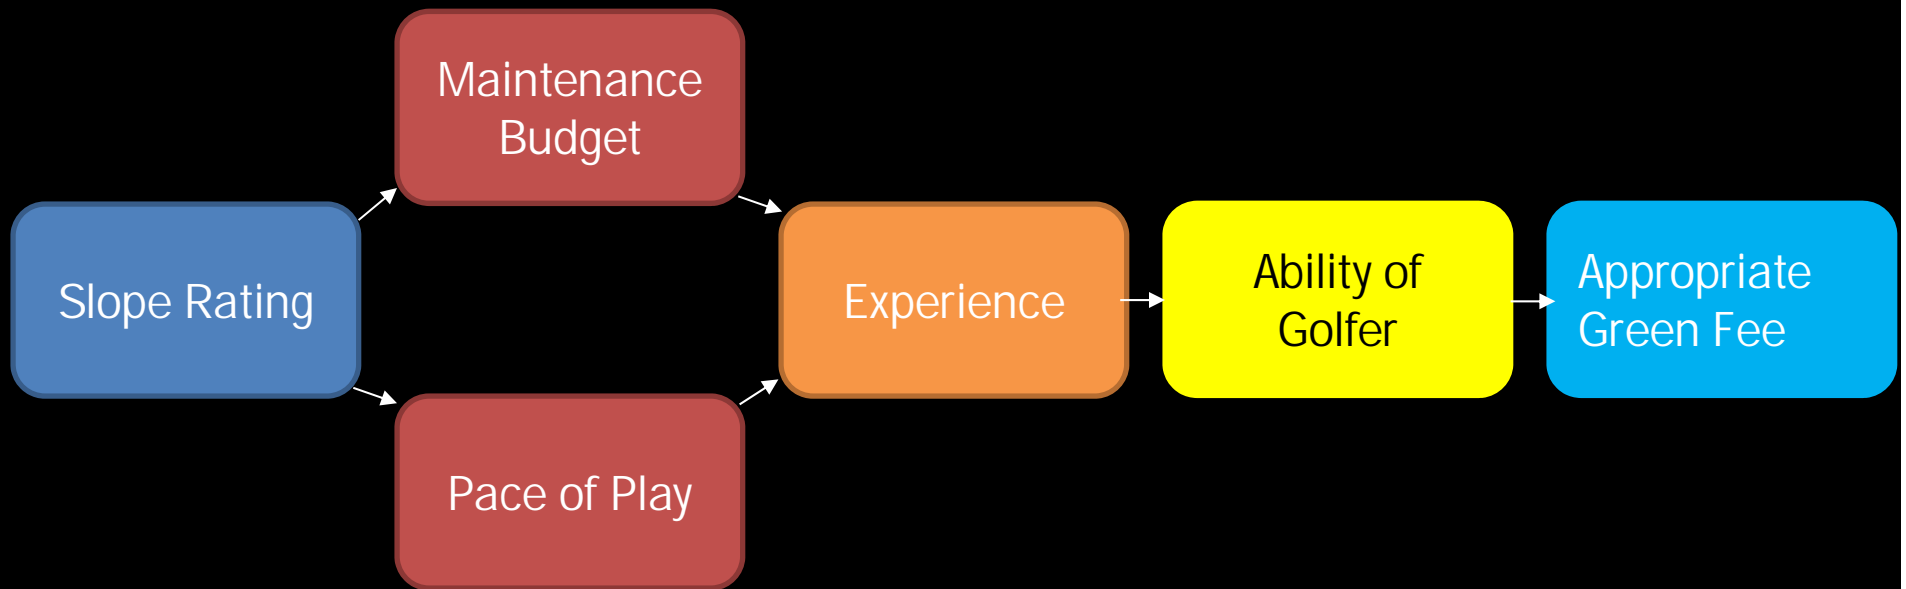 Slope Rating
Maintenance
Budget
Pace of Play
Experience
Ability of
Golfer
Appropriate
Green Fee